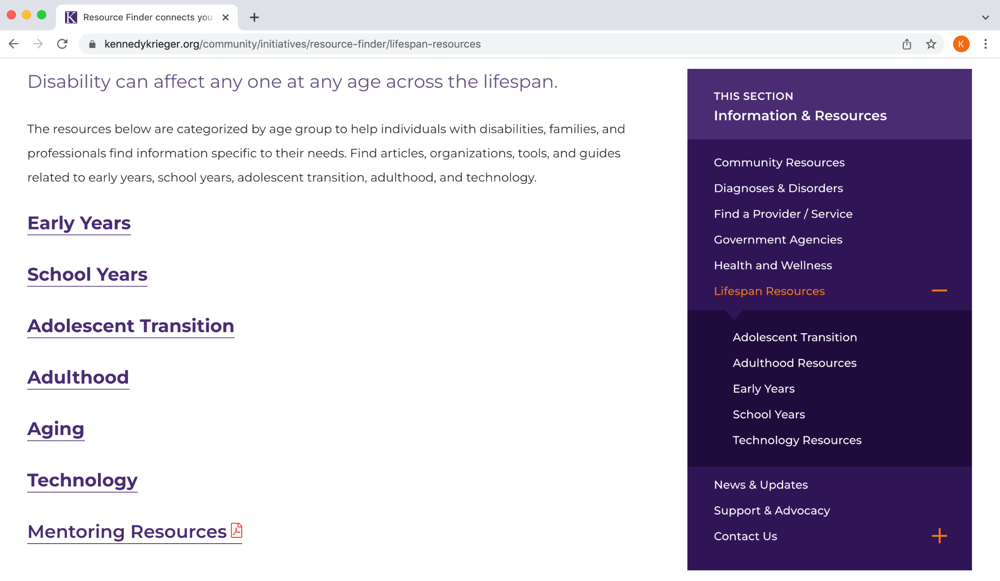 Resource Finder connects you
kennedykrieger.org/community/initiatives/resource-finder/lifespan-resources
K
Disability can affect any one at any age across the lifespan.
The resources below are categorized by age group to help individuals with disabilities, families, and
professionals find information specific to their needs. Find articles, organizations, tools, and guides
related to early years, school years, adolescent transition, adulthood, and technology.
Early Years
School Years
Adolescent Transition
Adulthood
Aging
Technology
Mentoring Resources
THIS SECTION
Information & Resources
Community Resources
Diagnoses & Disorders
Find a Provider / Service
Government Agencies
Health and Wellness
Lifespan Resources
Adolescent Transition
Adulthood Resources
Early Years
School Years
Technology Resources
News & Updates
Support & Advocacy
Contact Us